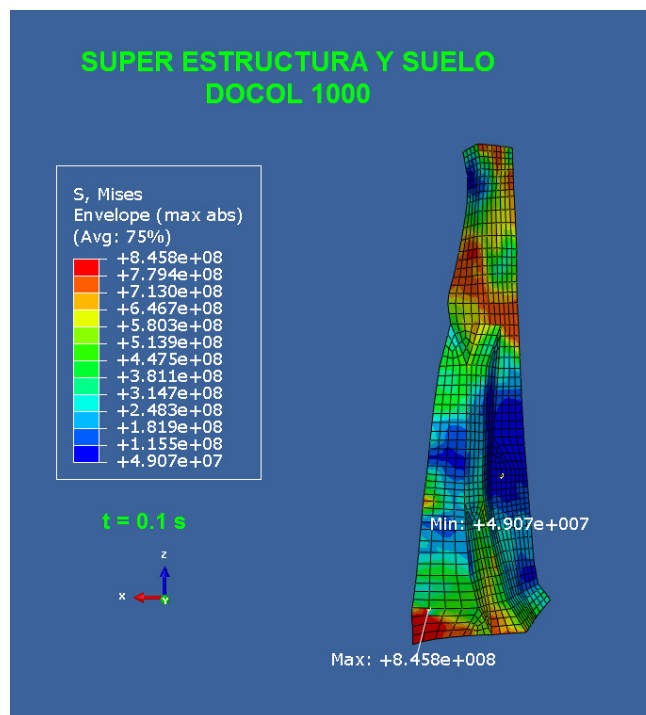 SUPER ESTRUCTURA Y SUELO
DOCOL 1000
S, Mises
Envelope (max abs)
(Avg: 75%)
+8.458e+08
+7.794e+08
+7.130e+08
+6.467e+08
+5.803e+08
+5.139e+08
+4.475e+08
+3.811e+08
+3.147e+08
+2.483e+08
+1.819e+08
+1.155e+08
+4.907e+07
t = 0.1 s
Min: +4.907e+007
Z
X
Y
Max: +8.458e+008